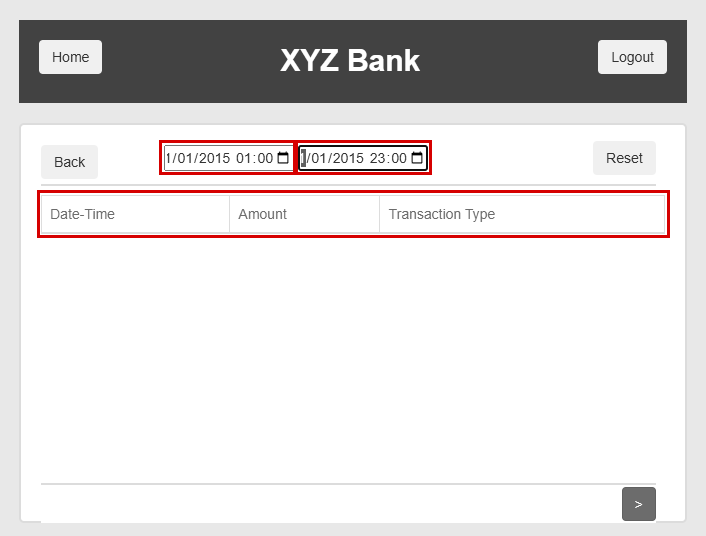 Home
XYZ Bank
Logout
Back
1/01/2015 01:00
/01/2015 23:00
Reset
Date-Time
Amount
Transaction Type
>